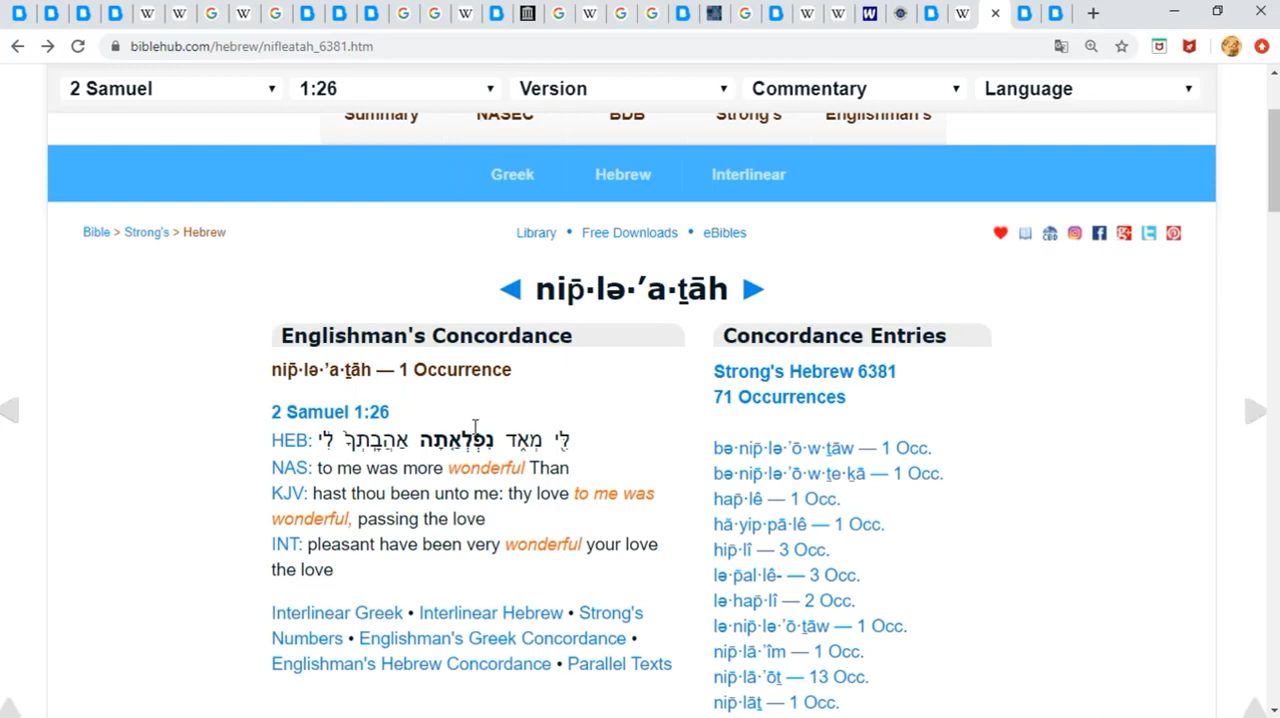 biblehub.com/hebrew/nifleatah_6381.htm
2 Samuel 1:26 Version Commentary Language
Summary NASEC BDB Strong's Englishman's
Greek Hebrew Interlinear
Bible > Strong's > Hebrew Library • Free Downloads • eBibles
◄ nip̄·lə·’a·ṯāh ►
Englishman's Concordance
nip̄·lə·’a·ṯāh — 1 Occurrence
2 Samuel 1:26
HEB: לִּ֖י מְאֹ֑ד נִפְלְאַ֤תָה אַהֲבָֽתְךָ֙ לִ֔י
NAS: to me was more wonderful Than
KJV: hast thou been unto me: thy love to me was
wonderful, passing the love
INT: pleasant have been very wonderful your love
the love
Interlinear Greek • Interlinear Hebrew • Strong's
Numbers • Englishman's Greek Concordance •
Englishman's Hebrew Concordance • Parallel Texts
Concordance Entries
Strong's Hebrew 6381
71 Occurrences
bə·nip̄·lə·’ō·w·ṯāw — 1 Occ.
bə·nip̄·lə·’ō·w·ṯe·ḵā — 1 Occ.
hap̄·lê — 1 Occ.
hā·yip·pā·lê — 1 Occ.
hip̄·lî — 3 Occ.
lə·p̄al·lê- — 3 Occ.
lə·hap̄·lî — 2 Occ.
lə·nip̄·lə·’ō·ṯāw — 1 Occ.
nip̄·lā·’îm — 1 Occ.
nip̄·lā·’ōṯ — 13 Occ.
nip̄·lāṯ — 1 Occ.